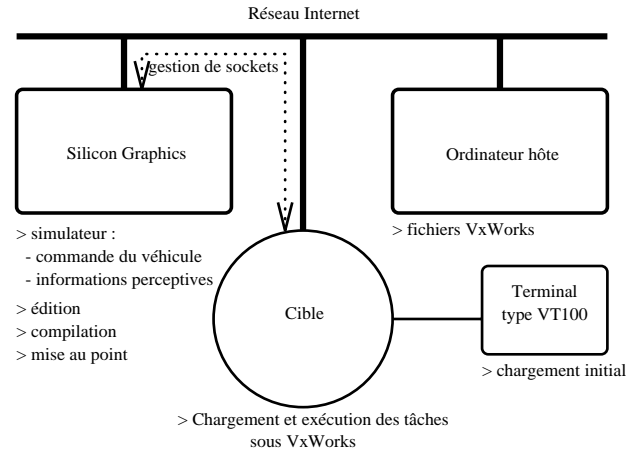 Réseau Internet
gestion de sockets
Silicon Graphics
Ordinateur hôte
> simulateur :
- commande du véhicule
- informations perceptives
> édition
> compilation
> mise au point
> fichiers VxWorks
Cible
Terminal
type VT100
> chargement initial
> Chargement et exécution des tâches
sous VxWorks